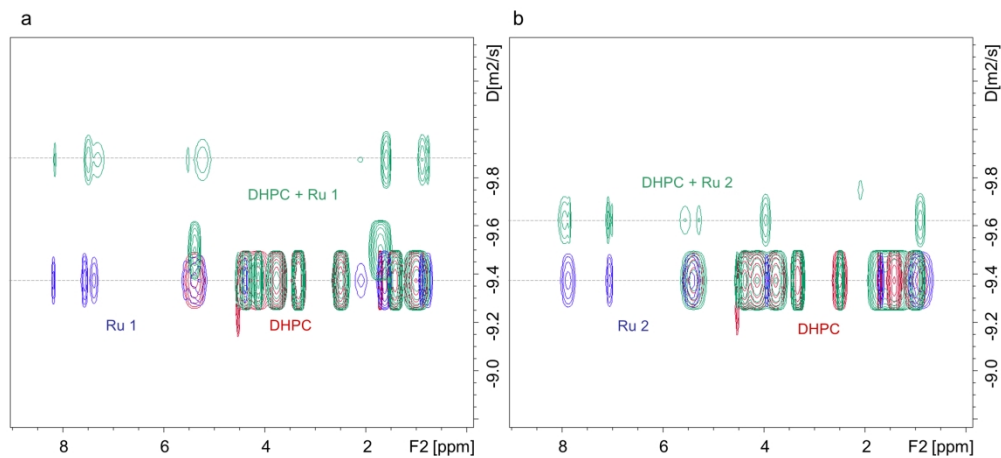 a
b
D[m2/s]
-9.8
-9.6
-9.4
-9.2
-9.0
DHPC + Ru 1
Ru 1
DHPC
8
6
4
2
F2 [ppm]
D[m2/s]
-9.8
-9.6
-9.4
-9.2
-9.0
DHPC + Ru 2
Ru 2
DHPC
8
6
4
2
F2 [ppm]